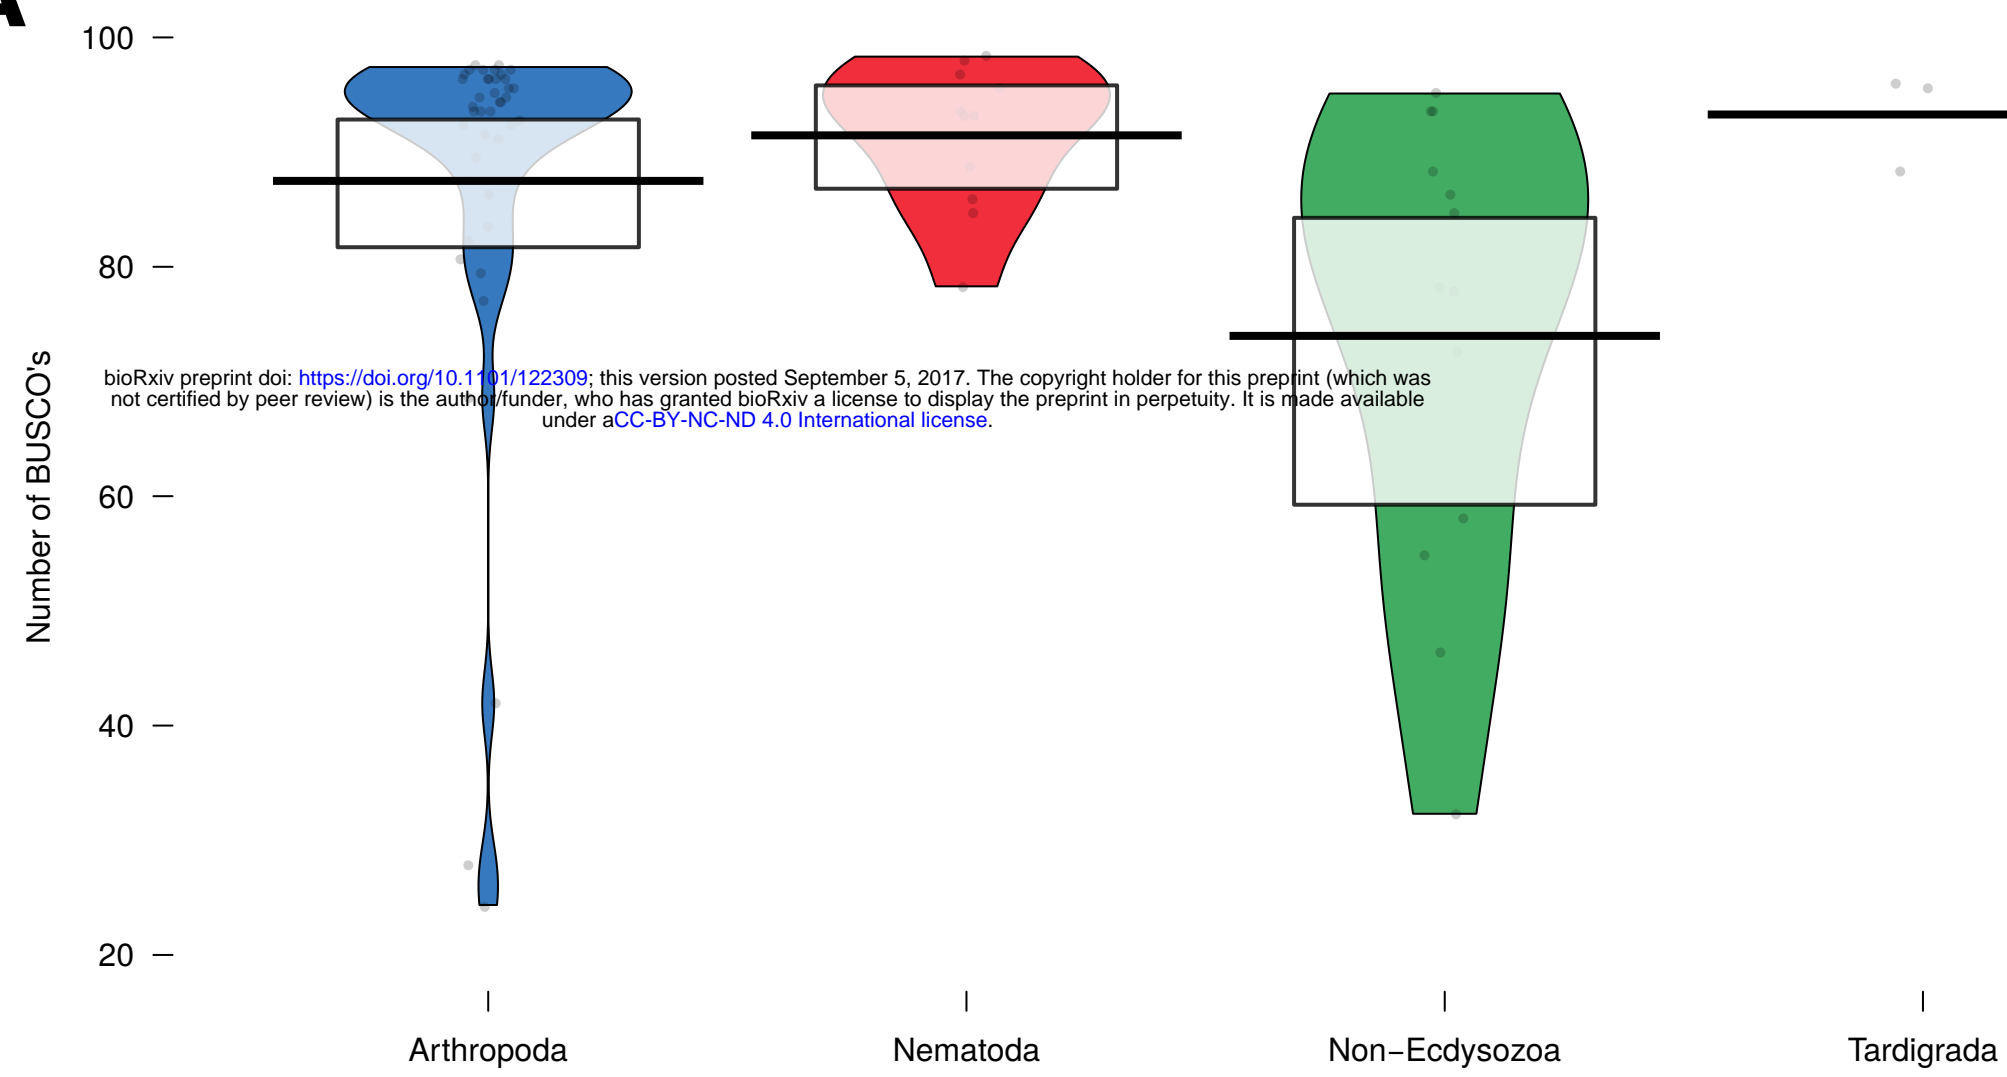 A
100
80
60
40
20
Number of BUSCO's
bioRxiv preprint doi: https://doi.org/10.1101/122309; this version posted September 5, 2017. The copyright holder for this preprint (which was
not certified by peer review) is the author/funder, who has granted bioRxiv a license to display the preprint in perpetuity. It is made available
under aCC-BY-NC-ND 4.0 International license.
Arthropoda
Nematoda
Non−Ecdysozoa
Tardigrada